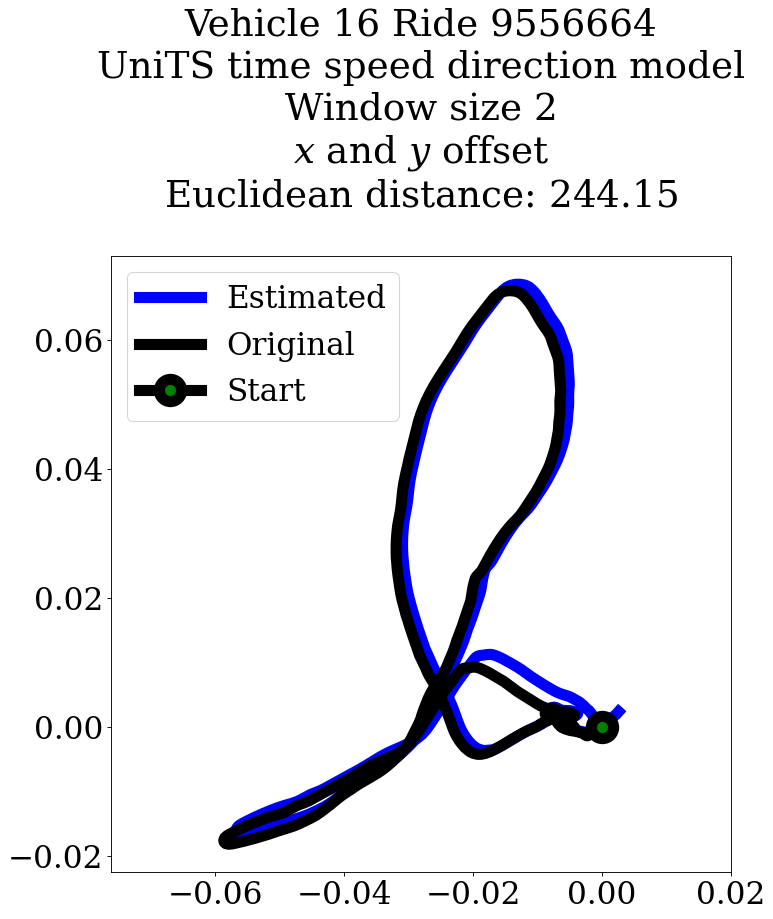 Vehicle 16 Ride 9556664
UniTS time speed direction model
Window size 2
x and y offset
Euclidean distance: 244.15
Estimated
Original
Start
0.06
0.04
0.02
0.00
−0.02
−0.06 −0.04 −0.02 0.00 0.02